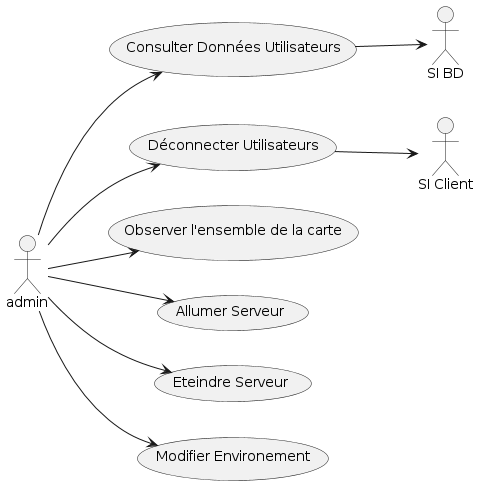 Consulter Données Utilisateurs
SI BD
Déconnecter Utilisateurs
SI Client
Observer l'ensemble de la carte
admin
Allumer Serveur
Eteindre Serveur
Modifier Environement